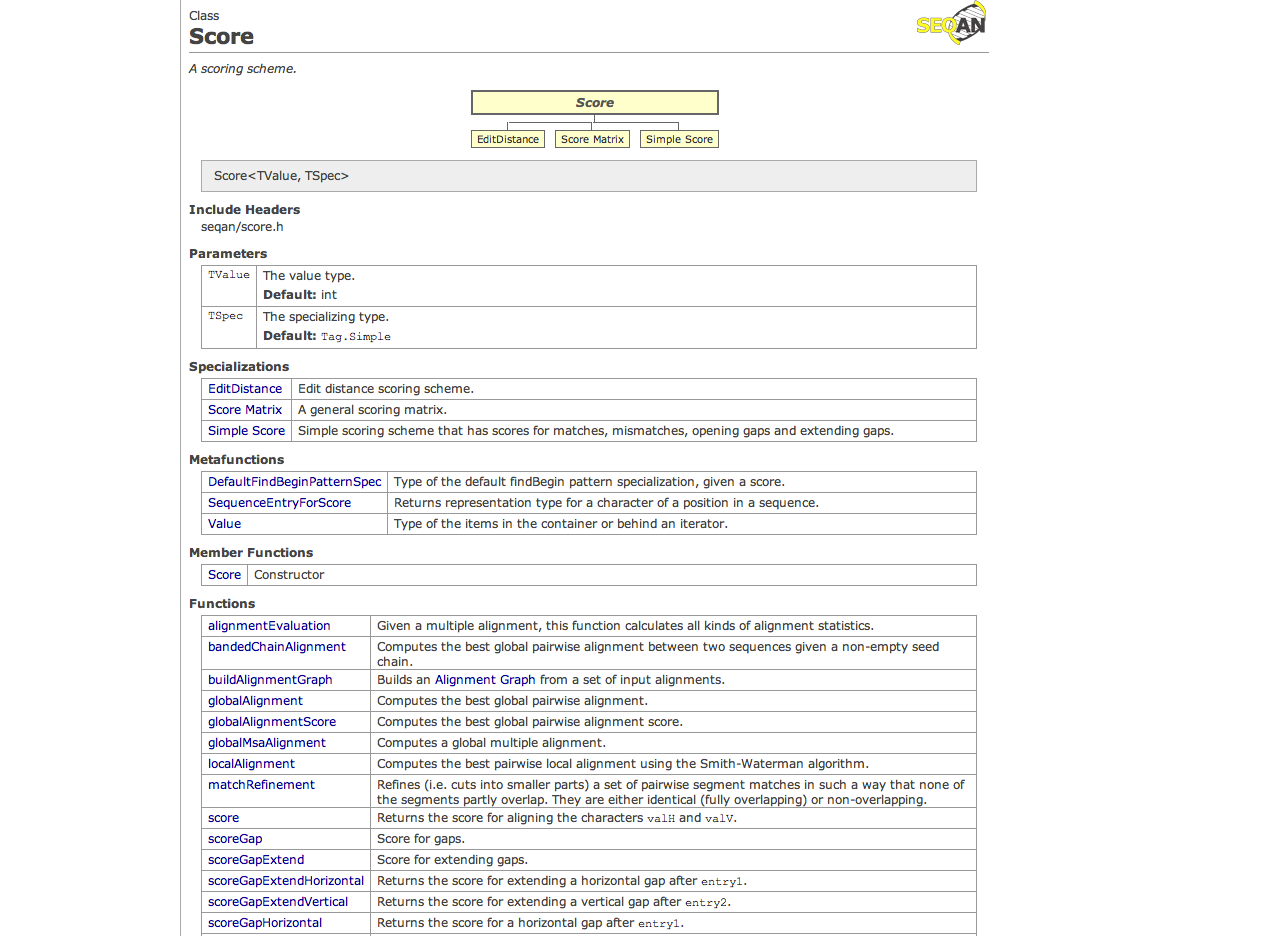 Class
Score
SEQAN
A scoring scheme.
Score
EditDistance Score Matrix Simple Score
Score<TValue, TSpec>
Include Headers
seqan/score.h
Parameters
TValue The value type.
Default: int
TSpec The specializing type.
Default: Tag.Simple
Specializations
EditDistance Edit distance scoring scheme.
Score Matrix A general scoring matrix.
Simple Score Simple scoring scheme that has scores for matches, mismatches, opening gaps and extending gaps.
Metafunctions
DefaultFindBeginPatternSpec Type of the default findBegin pattern specialization, given a score.
SequenceEntryForScore Returns representation type for a character of a position in a sequence.
Value Type of the items in the container or behind an iterator.
Member Functions
Score Constructor
Functions
alignmentEvaluation Given a multiple alignment, this function calculates all kinds of alignment statistics.
bandedChainAlignment Computes the best global pairwise alignment between two sequences given a non-empty seed
chain.
buildAlignmentGraph Builds an Alignment Graph from a set of input alignments.
globalAlignment Computes the best global pairwise alignment.
globalAlignmentScore Computes the best global pairwise alignment score.
globalMsaAlignment Computes a global multiple alignment.
localAlignment Computes the best pairwise local alignment using the Smith-Waterman algorithm.
matchRefinement Refines (i.e. cuts into smaller parts) a set of pairwise segment matches in such a way that none of
the segments partly overlap. They are either identical (fully overlapping) or non-overlapping.
score Returns the score for aligning the characters valH and valV.
scoreGap Score for gaps.
scoreGapExtend Score for extending gaps.
scoreGapExtendHorizontal Returns the score for extending a horizontal gap after entry1.
scoreGapExtendVertical Returns the score for extending a vertical gap after entry2.
scoreGapHorizontal Returns the score for a horizontal gap after entry1.